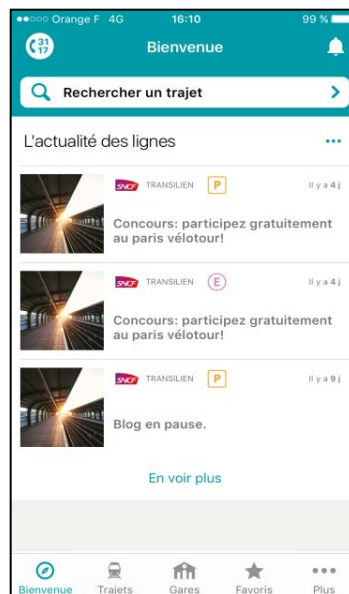 Orange F 4G 16:10 99 %
31 17
Bienvenue
Rechercher un trajet
L'actualité des lignes
SNCF TRANSILIEN P Il y a 4 j
Concours: participez gratuitement
au paris vélotour!
SNCF TRANSILIEN E Il y a 4 j
Concours: participez gratuitement
au paris vélotour!
SNCF TRANSILIEN P Il y a 9 j
Blog en pause.
En voir plus
Bienvenue Trajets Gares Favoris Plus